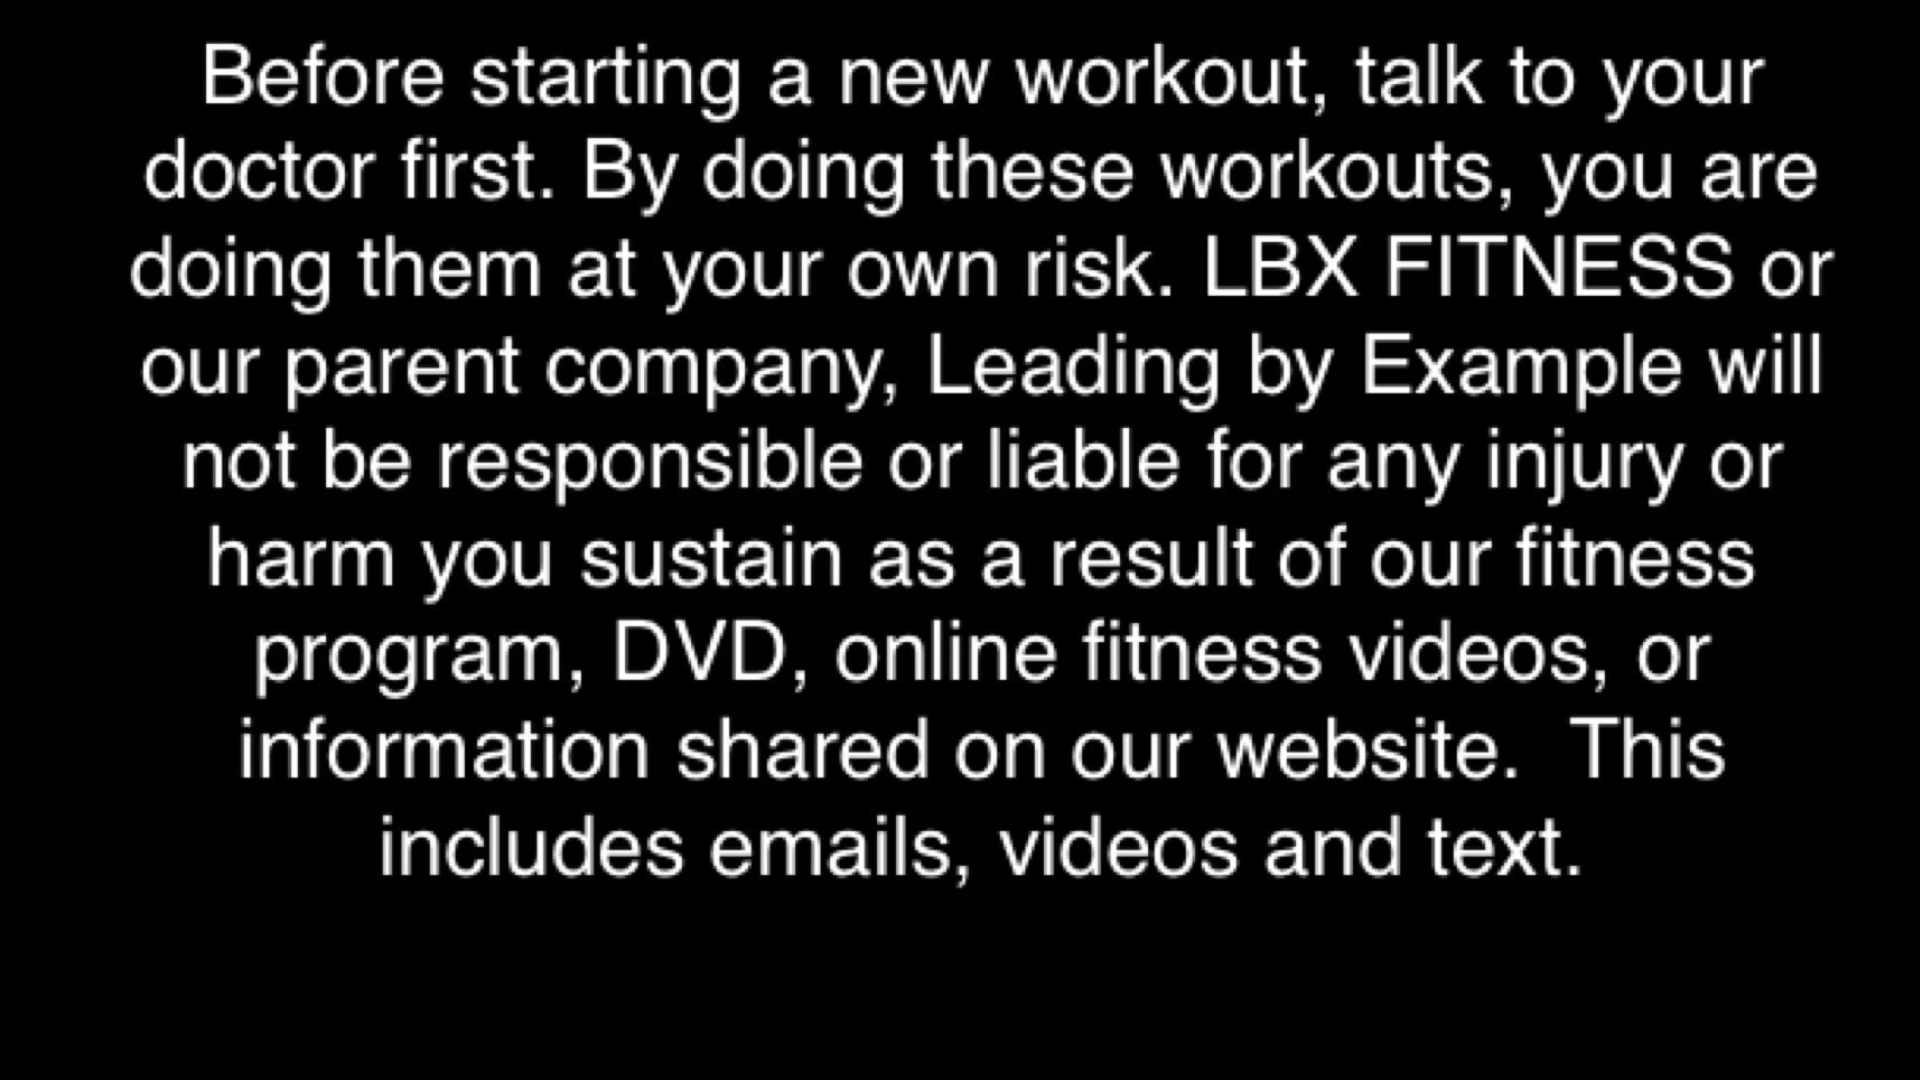 Before starting a new workout, talk to your
doctor first. By doing these workouts, you are
doing them at your own risk. LBX FITNESS or
our parent company, Leading by Example will
not be responsible or liable for any injury or
harm you sustain as a result of our fitness
program, DVD, online fitness videos, or
information shared on our website.  This
includes emails, videos and text.